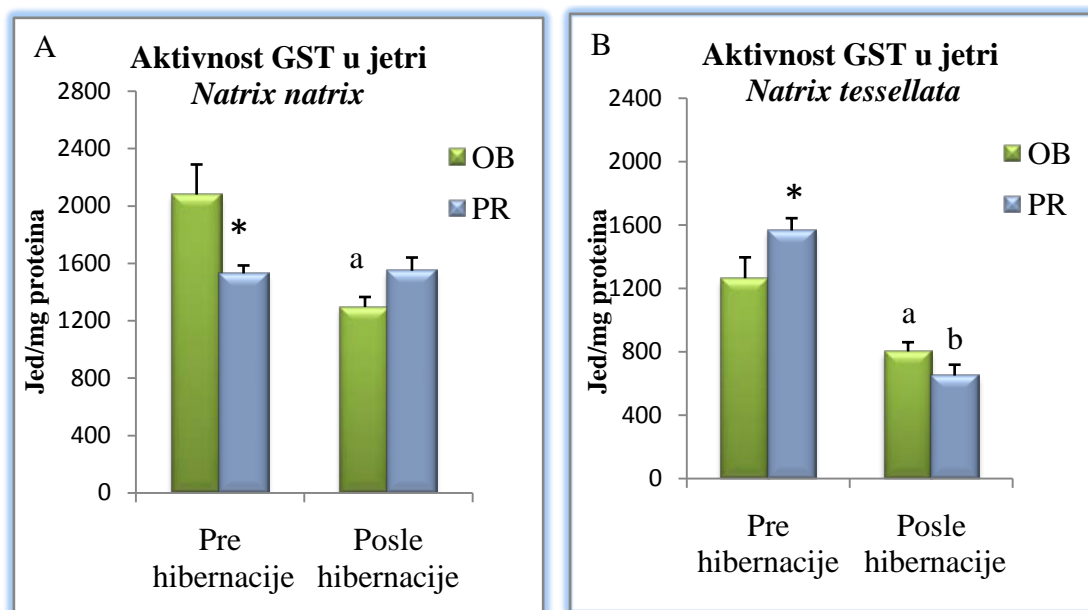 A
Aktivnost GST u jetri
Natrix natrix
2800
2400
2000
1600
1200
800
400
0
Jed/mg proteina
OB
PR
*
a
Pre
hibernacije
Posle
hibernacije
B
Aktivnost GST u jetri
Natrix tessellata
2400
2000
1600
1200
800
400
0
Jed/mg proteina
OB
PR
*
a
b
Pre
hibernacije
Posle
hibernacije